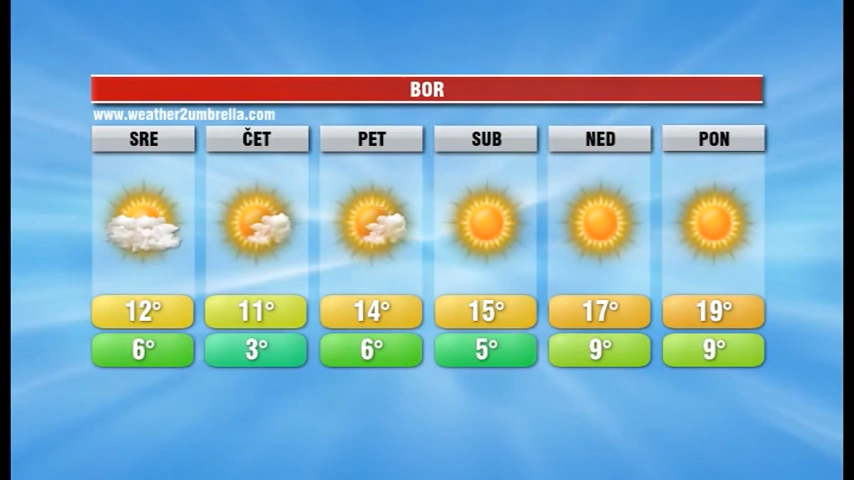 BOR
www.weather2umbrella.com
SRE ČET PET SUB NED PON
12° 11° 14° 15° 17° 19°
6° 3° 6° 5° 9° 9°